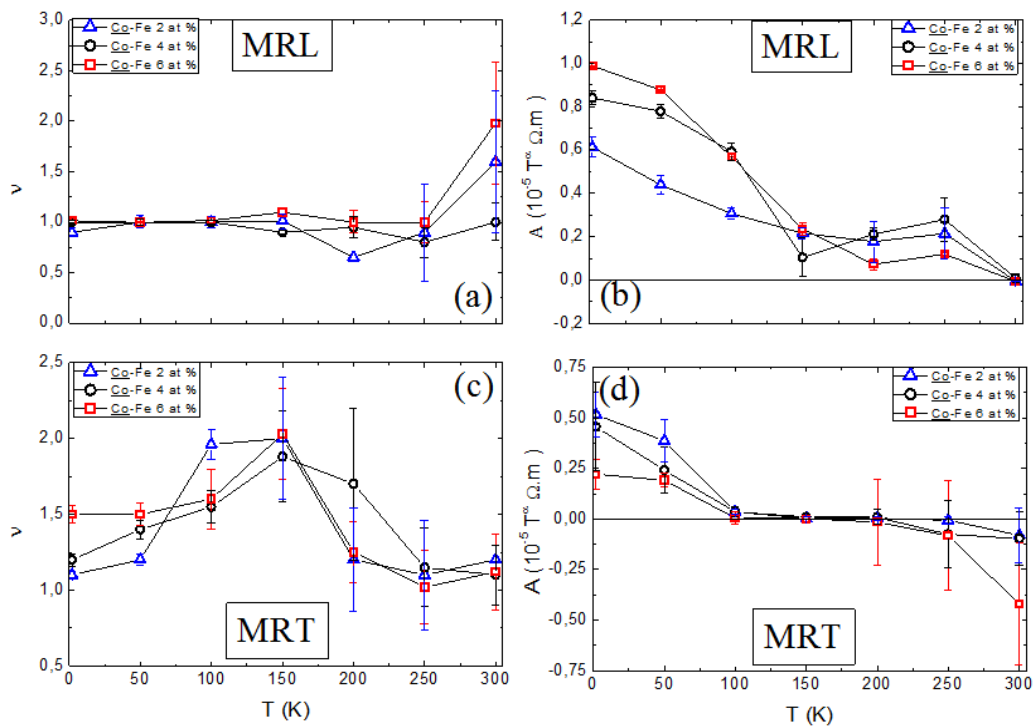 3,0
2,5
2,0
1,5
1,0
0,5
0,0
ν
Co-Fe 2 at %
Co-Fe 4 at %
Co-Fe 6 at %
MRL
(a)
1,2
1,0
0,8
0,6
0,4
0,2
0,0
-0,2
A (10⁻⁵ Tᵅ Ω.m)
MRL
Co-Fe 2 at %
Co-Fe 4 at %
Co-Fe 6 at %
(b)
2,5
2,0
1,5
1,0
0,5
ν
Co-Fe 2 at %
Co-Fe 4 at %
Co-Fe 6 at %
(c)
MRT
0 50 100 150 200 250 300
T (K)
0,75
0,50
0,25
0,00
-0,25
-0,50
-0,75
A (10⁻⁵ Tᵅ Ω.m)
(d)
Co-Fe 2 at %
Co-Fe 4 at %
Co-Fe 6 at %
MRT
0 50 100 150 200 250 300
T (K)